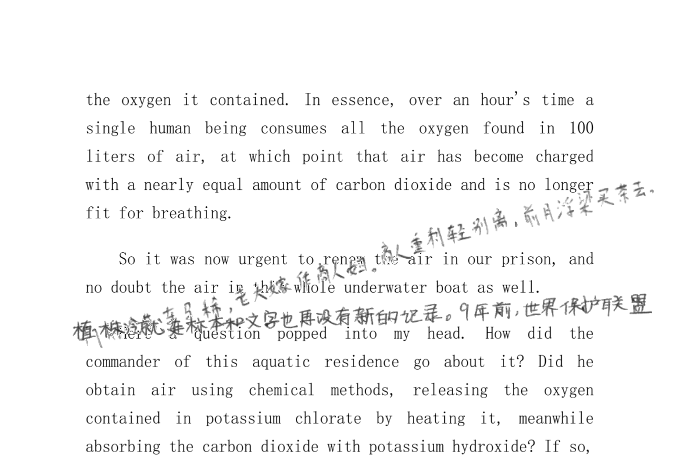 the oxygen it contained. In essence, over an hour's time a
single human being consumes all the oxygen found in 100
liters of air, at which point that air has become charged
with a nearly equal amount of carbon dioxide and is no longer
fit for breathing.
So it was now urgent to renew the air in our prison, and
no doubt the air in the whole underwater boat as well.
Here a question popped into my head. How did the
commander of this aquatic residence go about it? Did he
obtain air using chemical methods, releasing the oxygen
contained in potassium chlorate by heating it, meanwhile
absorbing the carbon dioxide with potassium hydroxide? If so,
马稀，老大嫁作商人妇。商人重利轻别离，前月浮梁买茶去。
植株，就连标本和文字也再没有新的记录。9年前，世界保护联盟